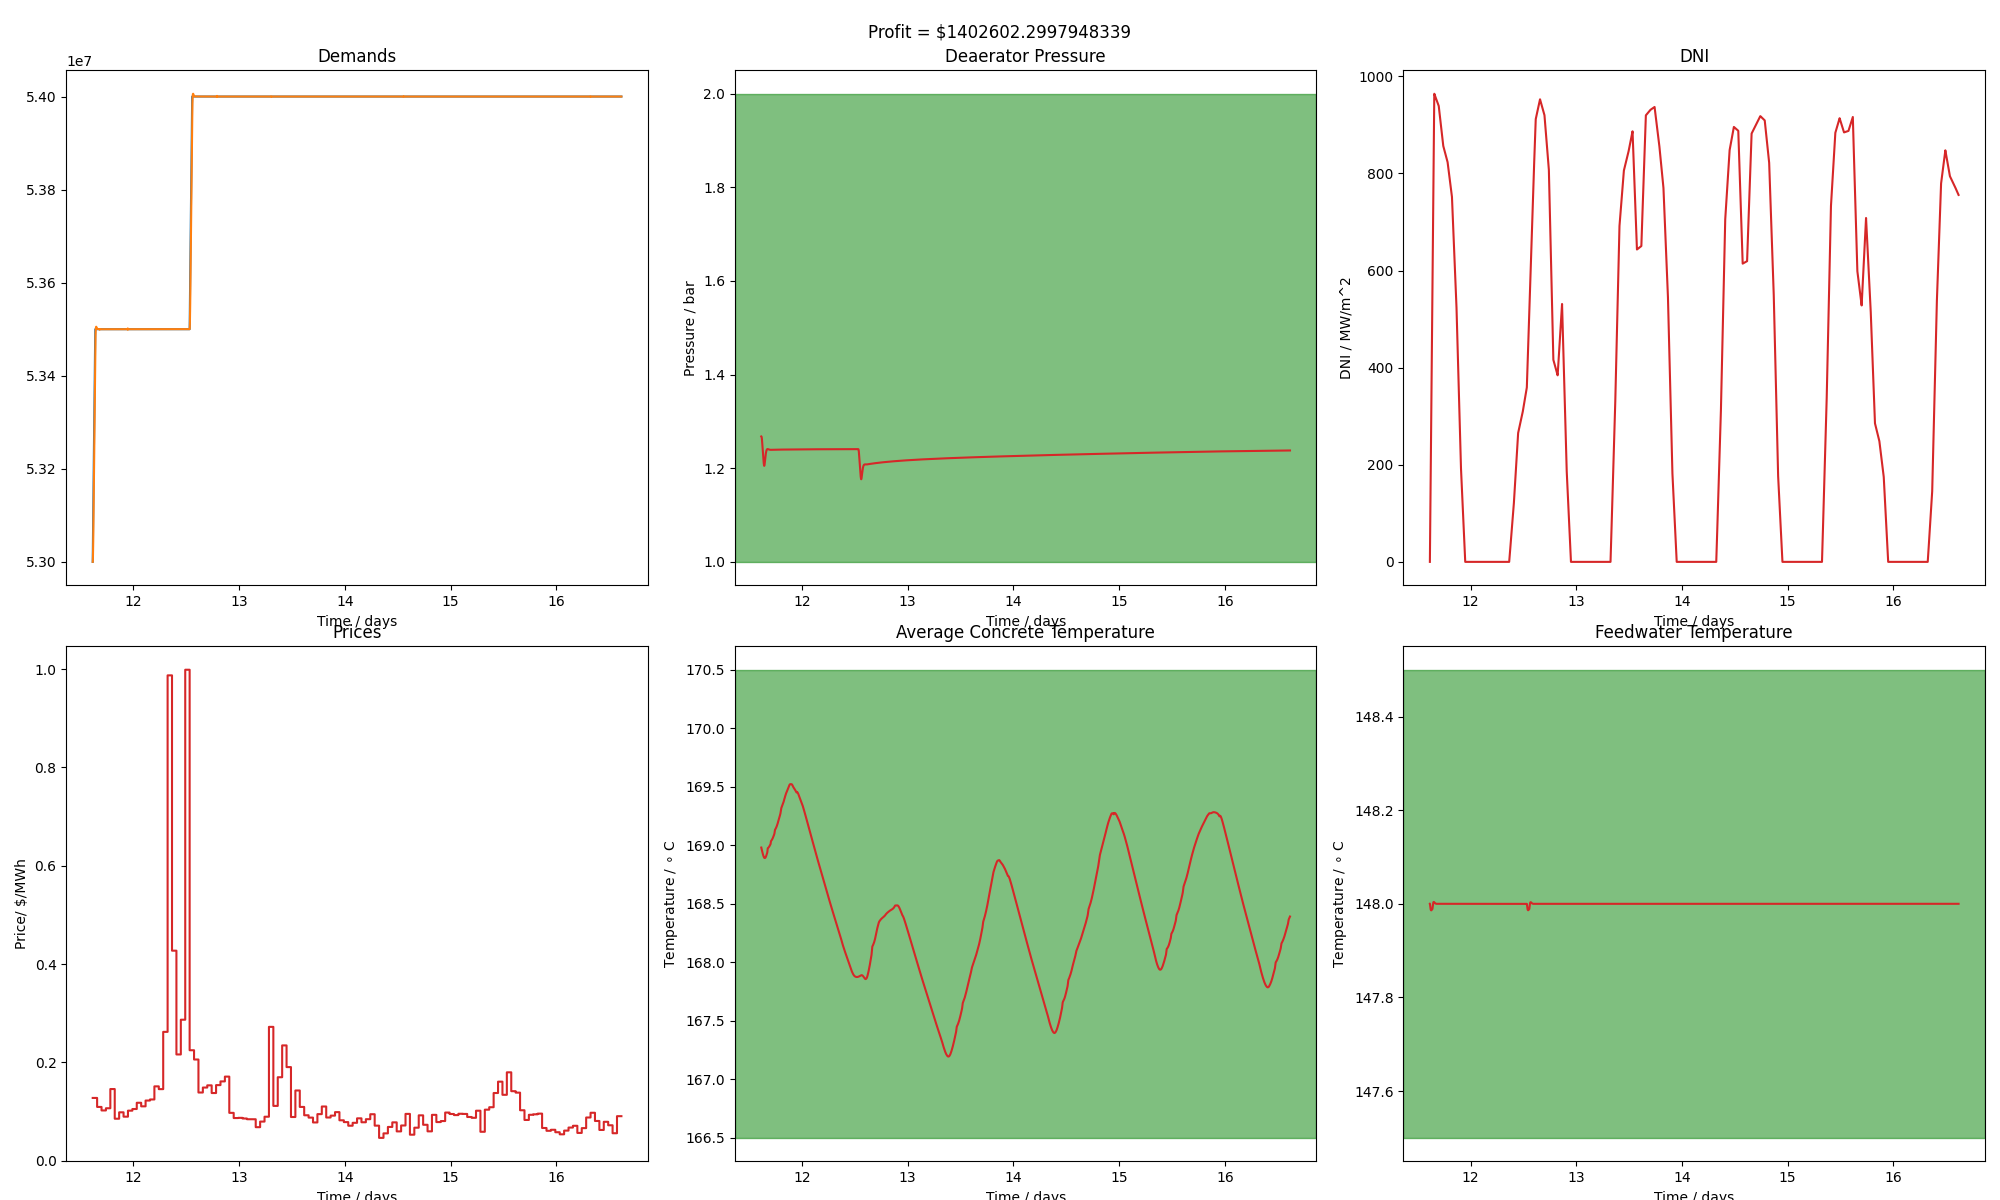 Profit = $1402602.2997948339
Demands
1e7
5.40
5.38
5.36
5.34
5.32
5.30
12 13 14 15 16
Time / days
Deaerator Pressure
Pressure / bar
2.0
1.8
1.6
1.4
1.2
1.0
12 13 14 15 16
Time / days
DNI
DNI / MW/m^2
1000
800
600
400
200
0
12 13 14 15 16
Time / days
Prices
Price/ $/MWh
1.0
0.8
0.6
0.4
0.2
0.0
12 13 14 15 16
Time / days
Average Concrete Temperature
Temperature / ∘ C
170.5
170.0
169.5
169.0
168.5
168.0
167.5
167.0
166.5
12 13 14 15 16
Time / days
Feedwater Temperature
Temperature / ∘ C
148.4
148.2
148.0
147.8
147.6
12 13 14 15 16
Time / days